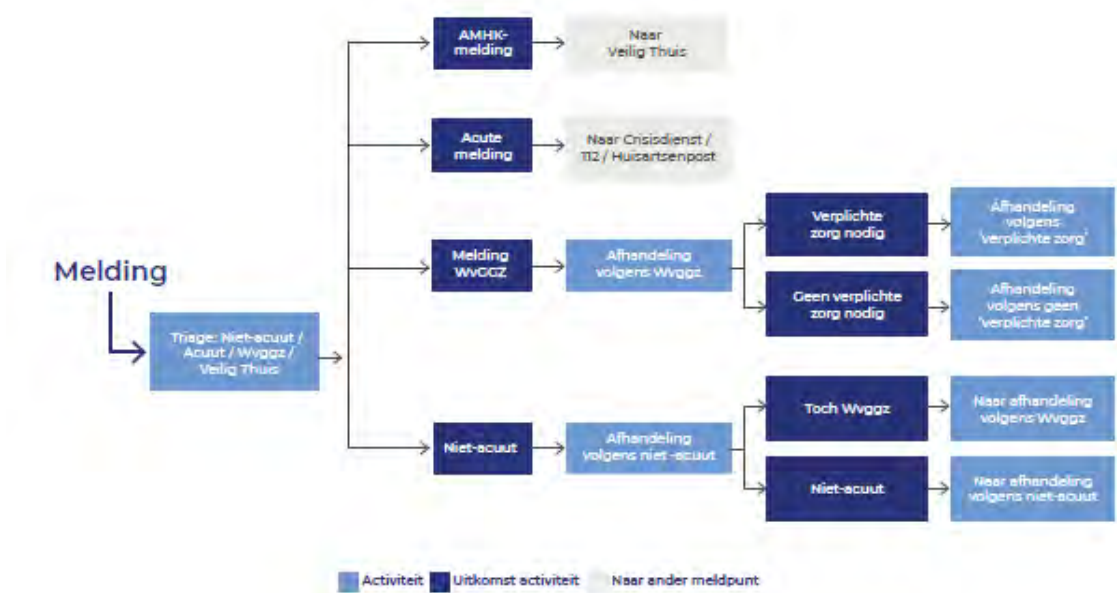 AMHK-
melding
Naar
Veilig Thuis
Acute
melding
Naar Crisisdienst /
112 / Huisartsenpost
Melding
WvGGZ
Afhandeling
volgens Wvggz
Verplichte
zorg nodig
Afhandeling
volgens
'verplichte zorg'
Geen verplichte
zorg nodig
Afhandeling
volgens geen
'verplichte zorg'
Melding
Triage: Niet-acuut /
Acuut / Wvggz /
Veilig Thuis
Niet-acuut
Afhandeling
volgens niet -acuut
Toch Wvggz
Naar afhandeling
volgens Wvggz
Niet-acuut
Naar afhandeling
volgens niet-acuut
Activiteit
Uitkomst activiteit
Naar ander meldpunt